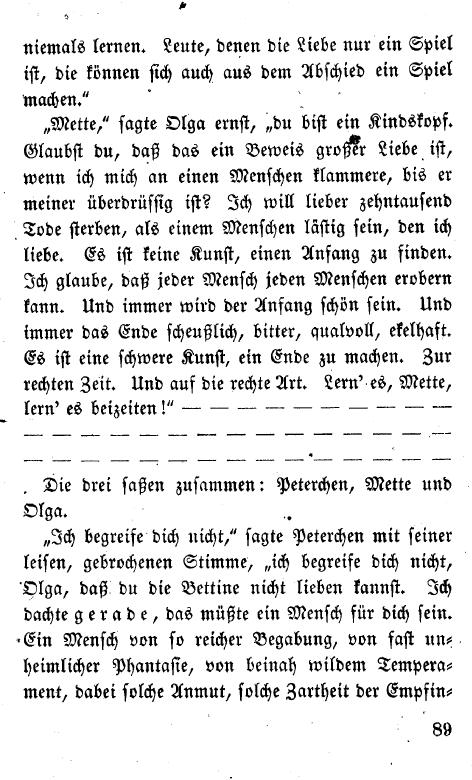 niemals lernen. Leute, denen die Liebe nur ein Spiel
ist, die können sich auch aus dem Abschied ein Spiel
machen.“
„Mette,“ sagte Olga ernst, „du bist ein Kindskopf.
Glaubst du, daß das ein Beweis großer Liebe ist,
wenn ich mich an einen Menschen klammere, bis er
meiner überdrüssig ist? Ich will lieber zehntausend
Tode sterben, als einem Menschen lästig sein, den ich
liebe. Es ist keine Kunst, einen Anfang zu finden.
Ich glaube, daß jeder Mensch jeden Menschen erobern
kann. Und immer wird der Anfang schön sein. Und
immer das Ende scheußlich, bitter, qualvoll, ekelhaft.
Es ist eine schwere Kunst, ein Ende zu machen. Zur
rechten Zeit. Und auf die rechte Art. Lern' es, Mette,
lern' es beizeiten!“ — — — — — — — — — —
— — — — — — — — — — — — — — — —
— — — — — — — — — — — — — — — —
Die drei saßen zusammen: Peterchen, Mette und
Olga.
„Ich begreife dich nicht,“ sagte Peterchen mit seiner
leisen, gebrochenen Stimme, „ich begreife dich nicht,
Olga, daß du die Bettine nicht lieben kannst. Ich
dachte gerade, das müßte ein Mensch für dich sein.
Ein Mensch von so reicher Begabung, von fast un-
heimlicher Phantasie, von beinah wildem Tempera-
ment, dabei solche Anmut, solche Zartheit der Empfin-
89